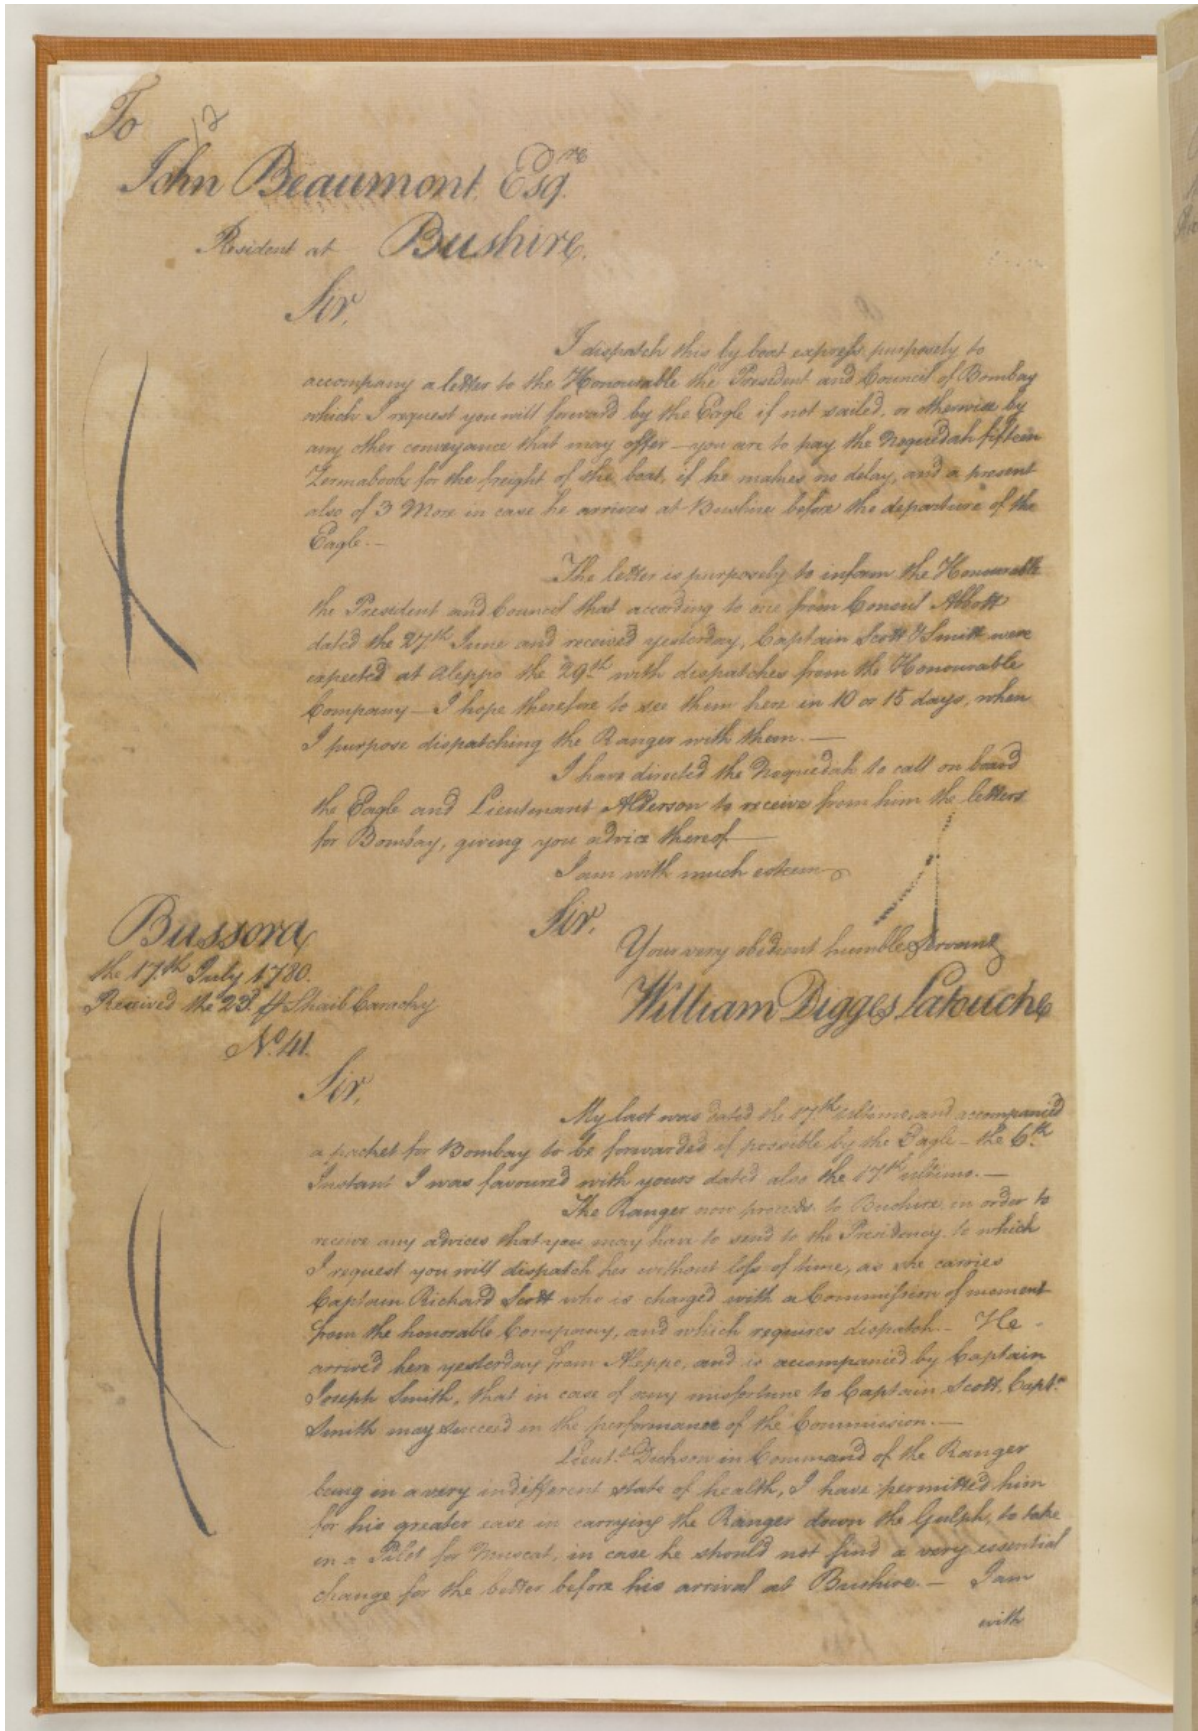 To
12
John Beaumont Esqre
Resident at Bushire.
Sir,
I dispatch this by boat express purposely to
accompany a letter to the Honourable the President and Council of Bombay
which I request you will forward by the Eagle if not sailed, or otherwise by
any other conveyance that may offer – you are to pay the Noquedah fifteen
Zermaboobs for the freight of the boat, if he makes no delay, and a present
also of 3 More in case he arrives at Bushire before the departure of the
Eagle. –
The letter is purposely to inform the Honourable
the President and Council that according to one from Consul Abbott
dated the 27th June and received yesterday, Captain Scott & Smith were
expected at Aleppo the 29th with dispatches from the Honourable
Company – I hope therefore to see them here in 10 or 15 days, when
I purpose dispatching the Ranger with them. –
I have directed the Noquedah to call on board
the Eagle and Lieutenant Alderson to receive from him the letters
for Bombay, giving you advice thereof –
I am with much esteem
Sir,
Your very obedient humble Servant
William Digges Latouche
Bussora
the 17th July 1780.
Received the 23d. Shaib
No. 41.
Sir,
My last was dated the 17th ultimo, and accompanied
a packet for Bombay to be forwarded if possible by the Eagle – the 6th
Instant I was favoured with yours dated also the 17th ultimo. –
The Ranger now proceeds to Bushire in order to
receive any advices that you may have to send to the Presidency, to which
I request you will dispatch her without loss of time, as she carries
Captain Richard Scott who is charged with a Commission of moment
from the honorable Company, and which requires dispatch. – He
arrived here yesterday from Aleppo, and is accompanied by Captain
Joseph Smith, that in case of any misfortune to Captain Scott, Captn
Smith may succeed in the performance of the Commission. –
Lieut. Dickson in Command of the Ranger
being in a very indifferent state of health, I have permitted him
for his greater ease in carrying the Ranger down the Gulph, to take
in a Pilot for Muscat, in case he should not find a very essential
change for the better before his arrival at Bushire. – I am
with